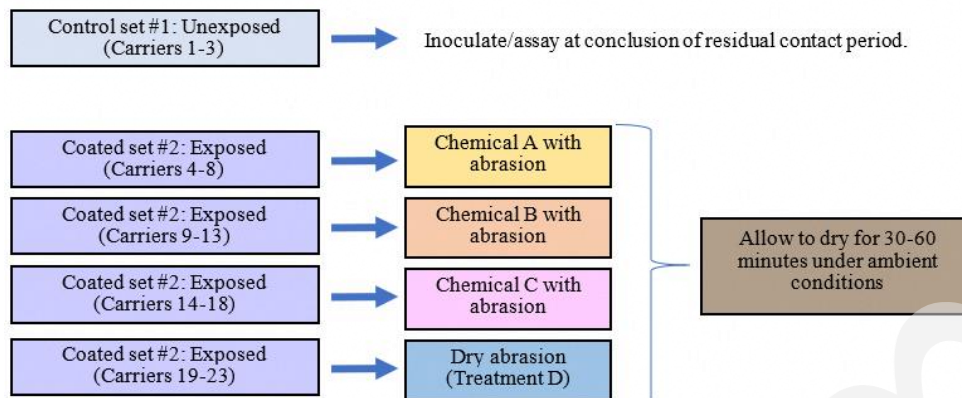 Control set #1: Unexposed
(Carriers 1-3)
Inoculate/assay at conclusion of residual contact period.
Coated set #2: Exposed
(Carriers 4-8)
Chemical A with
abrasion
Coated set #2: Exposed
(Carriers 9-13)
Chemical B with
abrasion
Allow to dry for 30-60
minutes under ambient
conditions
Coated set #2: Exposed
(Carriers 14-18)
Chemical C with
abrasion
Coated set #2: Exposed
(Carriers 19-23)
Dry abrasion
(Treatment D)